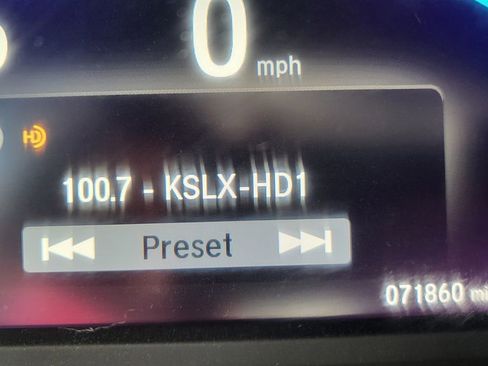 0 mph
HD
100.7 - KSLX-HD1
Preset
071860 mi